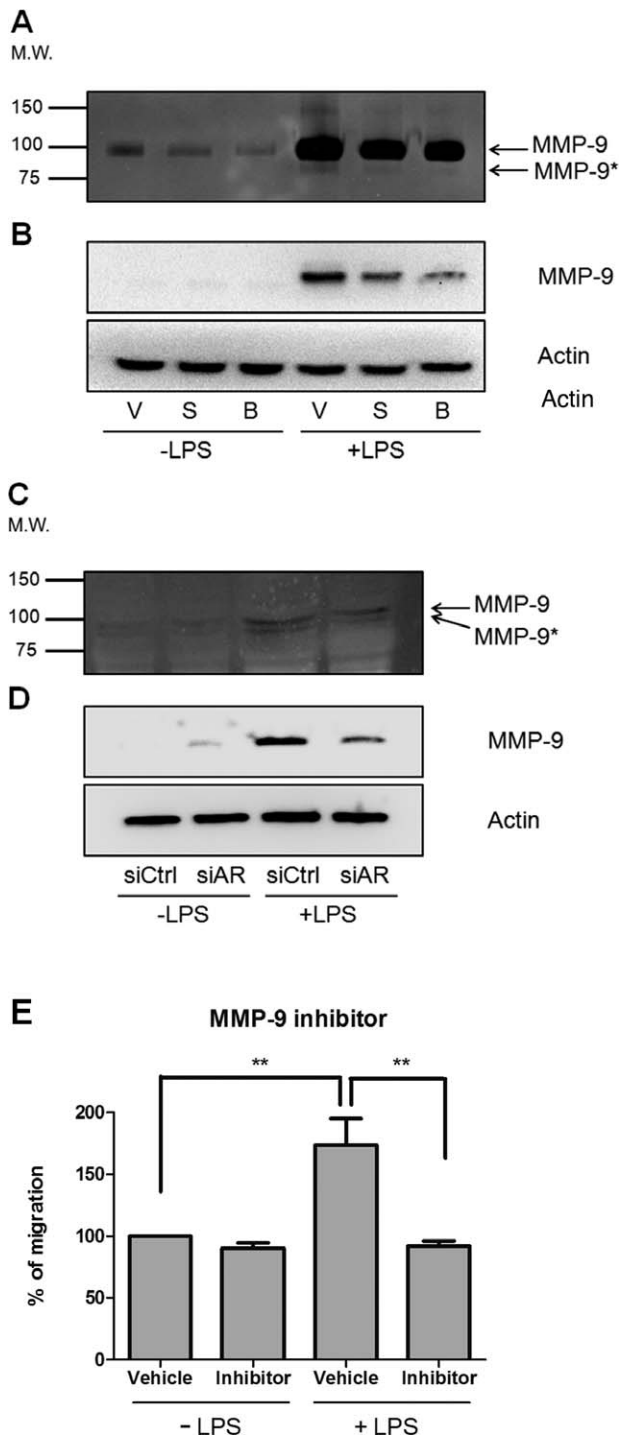 A
M.W.
150
100
75
MMP-9
MMP-9*
B
MMP-9
Actin
Actin
V S B V S B
-LPS +LPS
C
M.W.
150
100
75
MMP-9
MMP-9*
D
MMP-9
Actin
siCtrl siAR siCtrl siAR
-LPS +LPS
E
MMP-9 inhibitor
** **
200
150
100
50
0
% of migration
Vehicle Inhibitor Vehicle Inhibitor
– LPS + LPS